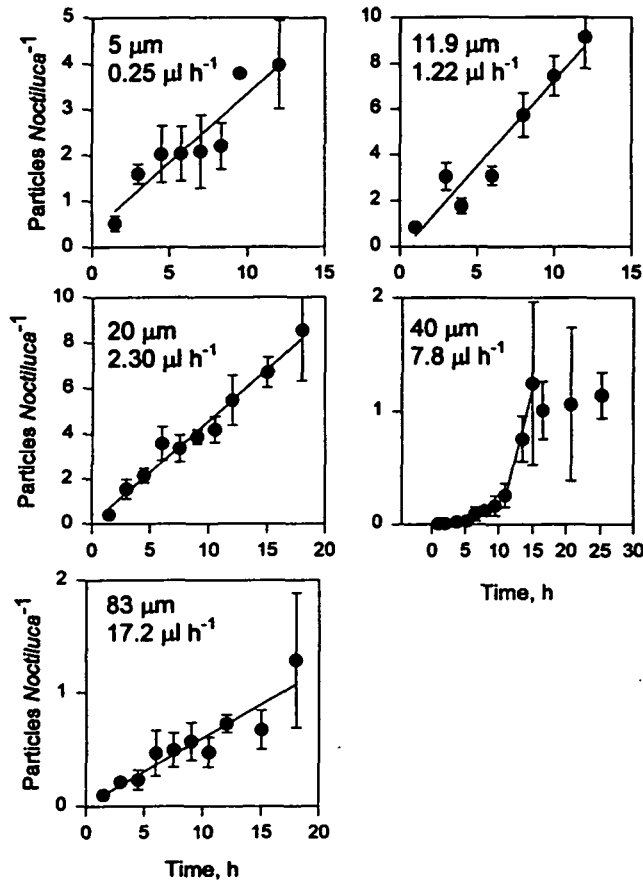 Particles Noctiluca⁻¹
5 μm
0.25 μl h⁻¹
5
4
3
2
1
0
0 5 10 15
11.9 μm
1.22 μl h⁻¹
10
8
6
4
2
0
0 5 10 15
Particles Noctiluca⁻¹
20 μm
2.30 μl h⁻¹
10
8
6
4
2
0
0 5 10 15 20
40 μm
7.8 μl h⁻¹
2
1
0
0 5 10 15 20 25 30
Time, h
Particles Noctiluca⁻¹
83 μm
17.2 μl h⁻¹
2
1
0
0 5 10 15 20
Time, h